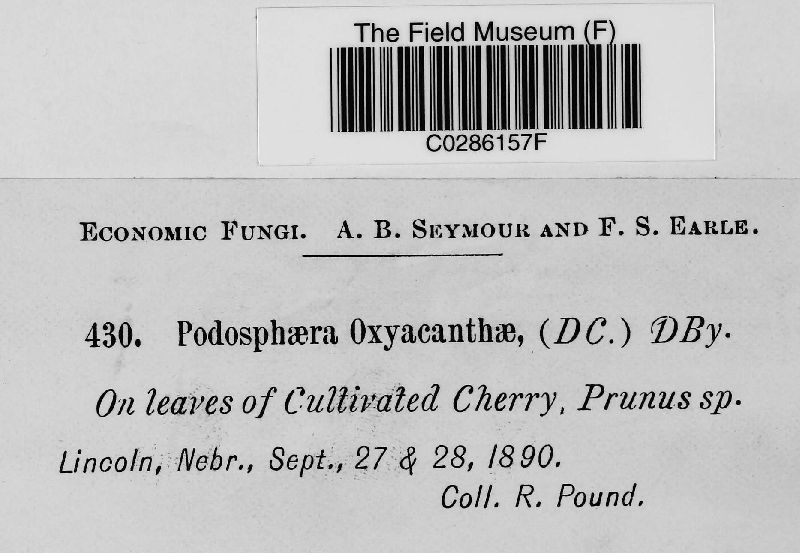 The Field Museum (F)
C0286157F
Economic Fungi. A. B. Seymour and F. S. Earle.
430. Podosphæra Oxyacanthæ, (DC.) DBy.
On leaves of Cultivated Cherry, Prunus sp.
Lincoln, Nebr., Sept., 27 & 28, 1890.
Coll. R. Pound.